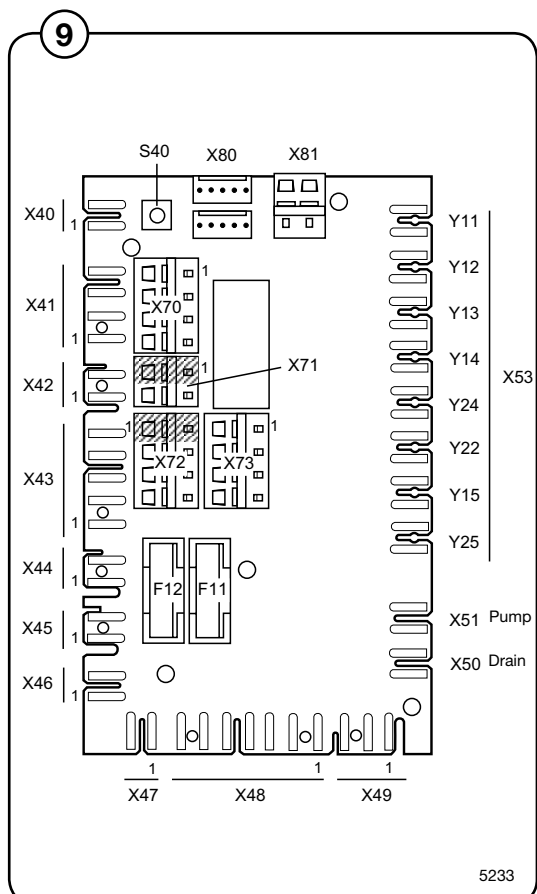 9
S40 X80 X81
X40
1
X41
1
X42
1
X43
1
X44
1
X45
1
X46
1
1
X70
1
X71
1
X72
X73
1
F12 F11
Y11
Y12
Y13
Y14
Y24
Y22
Y15
Y25
X53
X51 Pump
X50 Drain
1 1 1
X47 X48 X49
5233